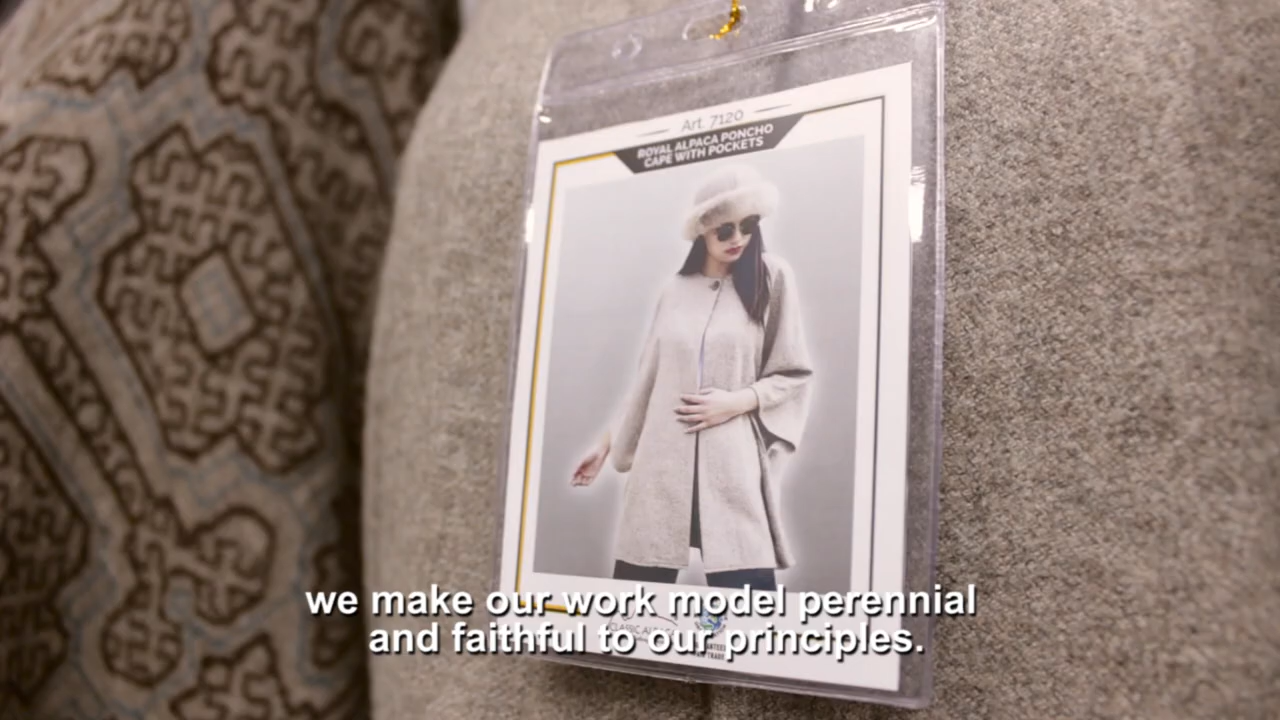 Art. 7120
ROYAL ALPACA PONCHO
CAPE WITH POCKETS
we make our work model perennial
and faithful to our principles.